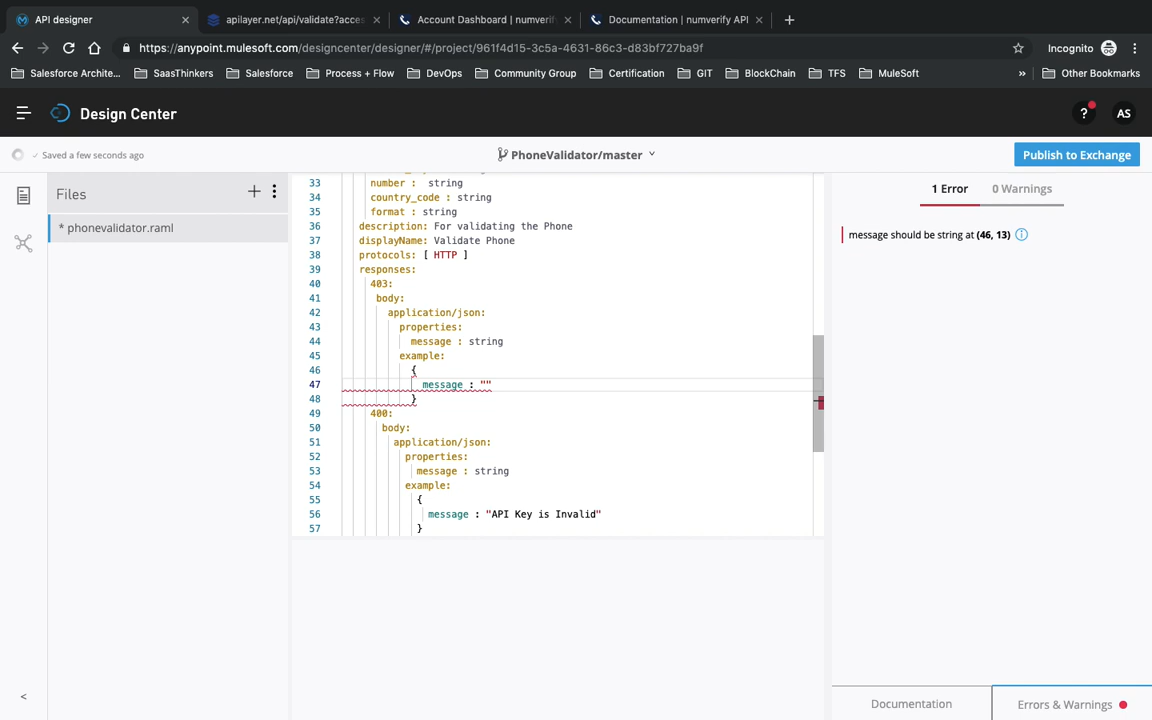 API designer
apilayer.net/api/validate?acces
Account Dashboard | numverif
Documentation | numverify API
https://anypoint.mulesoft.com/designcenter/designer/#/project/961f4d15-3c5a-4631-86c3-d83bf727ba9f
Incognito
Salesforce Archite...
SaasThinkers
Salesforce
Process + Flow
DevOps
Community Group
Certification
GIT
BlockChain
TFS
MuleSoft
»
Other Bookmarks
Design Center
?
AS
✓ Saved a few seconds ago
PhoneValidator/master
Publish to Exchange
Files
* phonevalidator.raml
33 number : string
34 country_code : string
35 format : string
36 description: For validating the Phone
37 displayName: Validate Phone
38 protocols: [ HTTP ]
39 responses:
40 403:
41 body:
42 application/json:
43 properties:
44 message : string
45 example:
46 {
47 message : ""
48 }
49 400:
50 body:
51 application/json:
52 properties:
53 message : string
54 example:
55 {
56 message : "API Key is Invalid"
57 }
1 Error
0 Warnings
message should be string at (46, 13)
<
Documentation
Errors & Warnings